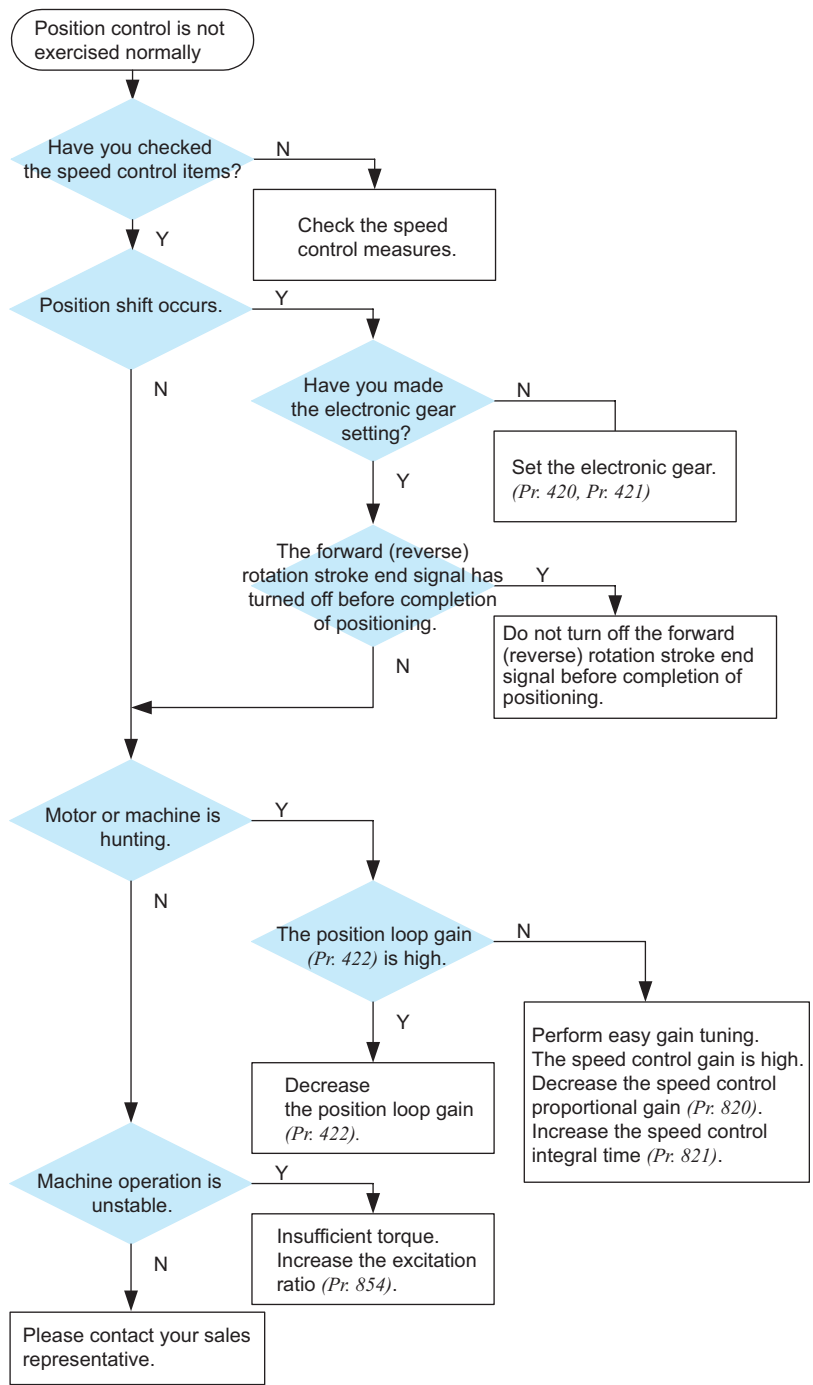 Position control is not
exercised normally
Have you checked
the speed control items?
N
Y
Check the speed
control measures.
Position shift occurs.
Y
N
Have you made
the electronic gear
setting?
N
Y
Set the electronic gear.
(Pr. 420, Pr. 421)
The forward (reverse)
rotation stroke end signal has
turned off before completion
of positioning.
Y
N
Do not turn off the forward
(reverse) rotation stroke end
signal before completion of
positioning.
Motor or machine is
hunting.
Y
N
The position loop gain
(Pr. 422) is high.
N
Y
Perform easy gain tuning.
The speed control gain is high.
Decrease the speed control
proportional gain (Pr. 820).
Increase the speed control
integral time (Pr. 821).
Decrease
the position loop gain
(Pr. 422).
Machine operation is
unstable.
Y
N
Insufficient torque.
Increase the excitation
ratio (Pr. 854).
Please contact your sales
representative.